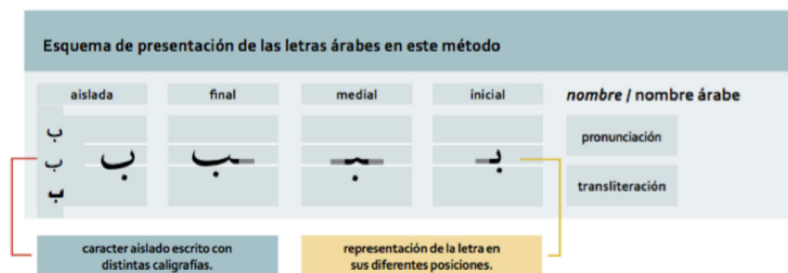 Esquema de presentación de las letras árabes en este método
aislada final medial inicial nombre / nombre árabe
ب
ب ب ـب ـبـ بـ
ب
pronunciación
transliteración
caracter aislado escrito con
distintas caligrafías.
representación de la letra en
sus diferentes posiciones.